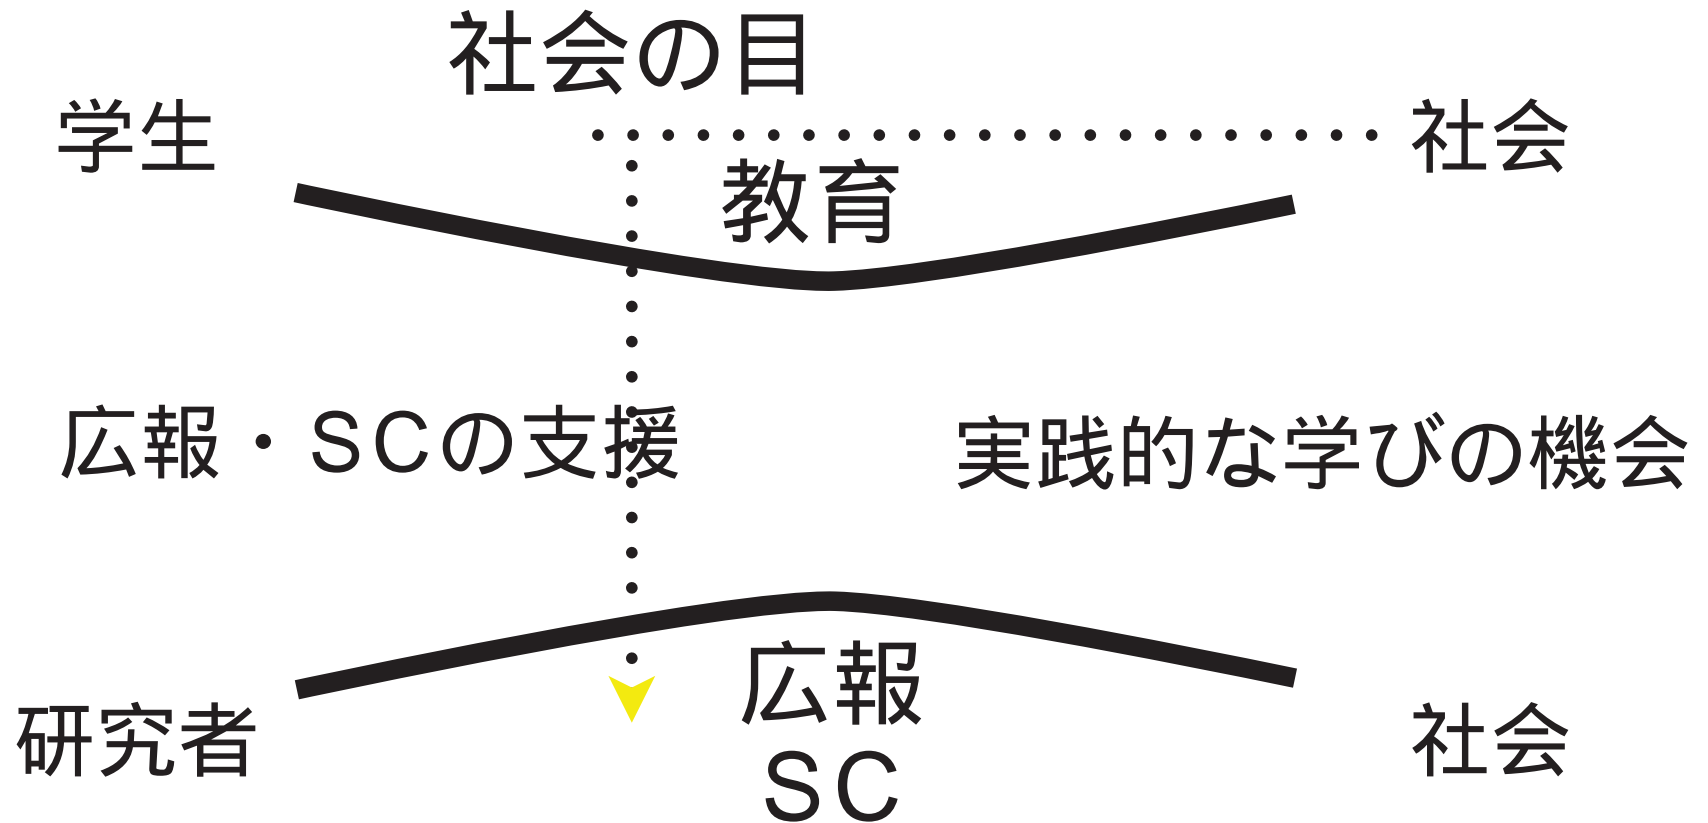 社会の目
学生
社会
教育
広報・SCの支援
実践的な学びの機会
広報
SC
研究者
社会